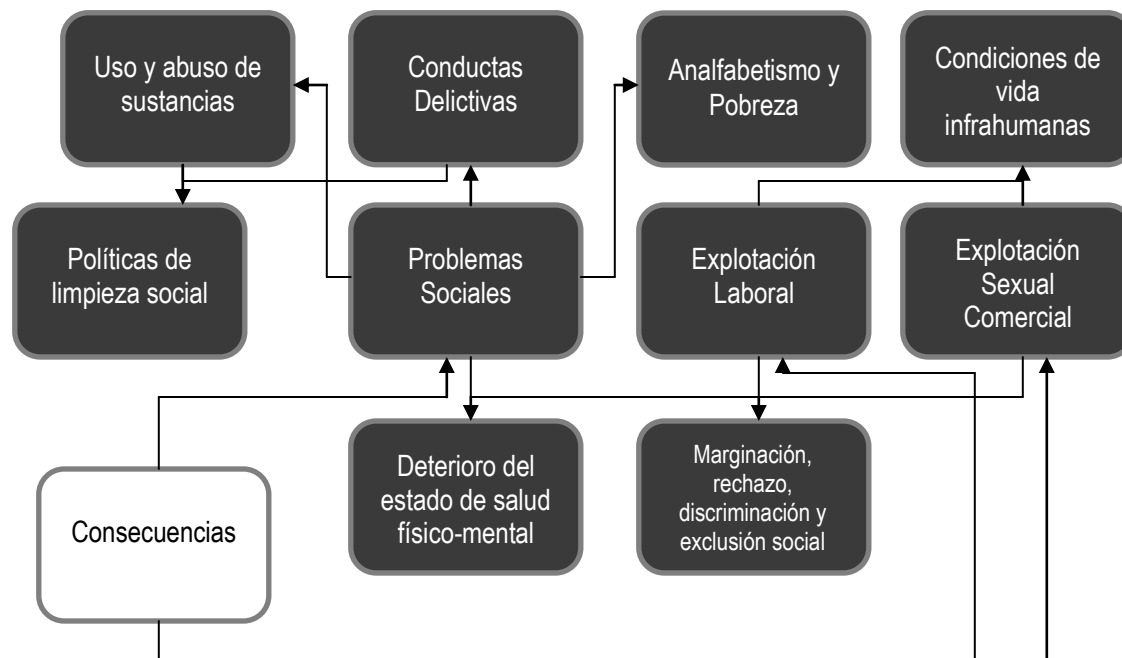 Uso y abuso de
sustancias
Conductas
Delictivas
Analfabetismo y
Pobreza
Condiciones de
vida
infrahumanas
Políticas de
limpieza social
Problemas
Sociales
Explotación
Laboral
Explotación
Sexual
Comercial
Consecuencias
Deterioro del
estado de salud
físico-mental
Marginación,
rechazo,
discriminación y
exclusión social